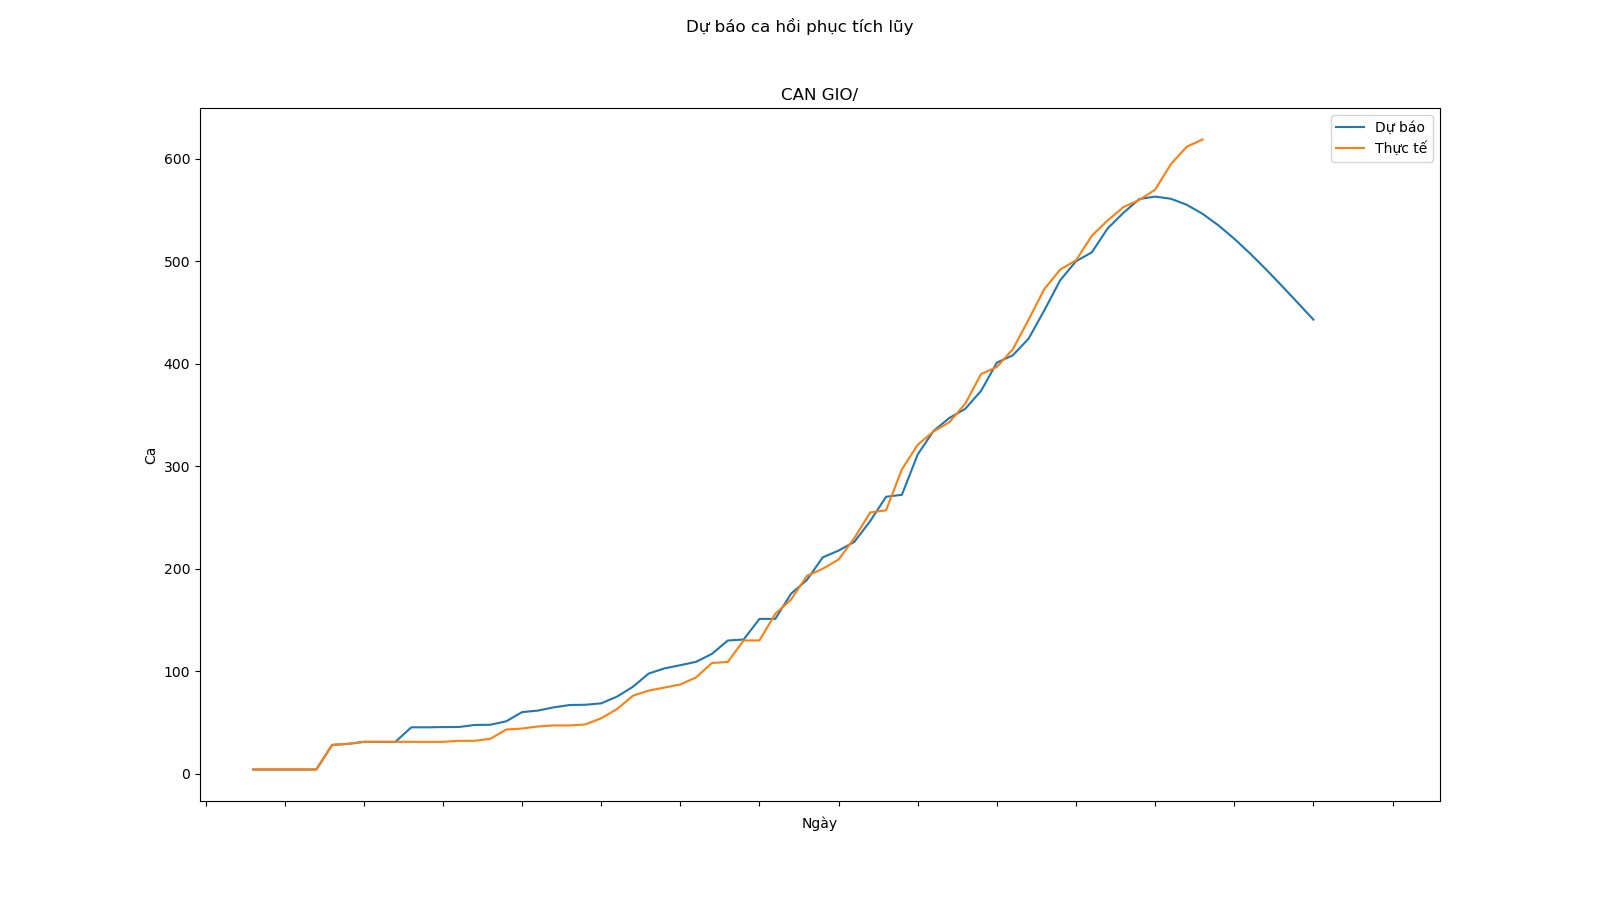 Dự báo ca hồi phục tích lũy
CAN GIO/
Dự báo
Thực tế
600
500
400
300
200
100
0
Ca
Ngày